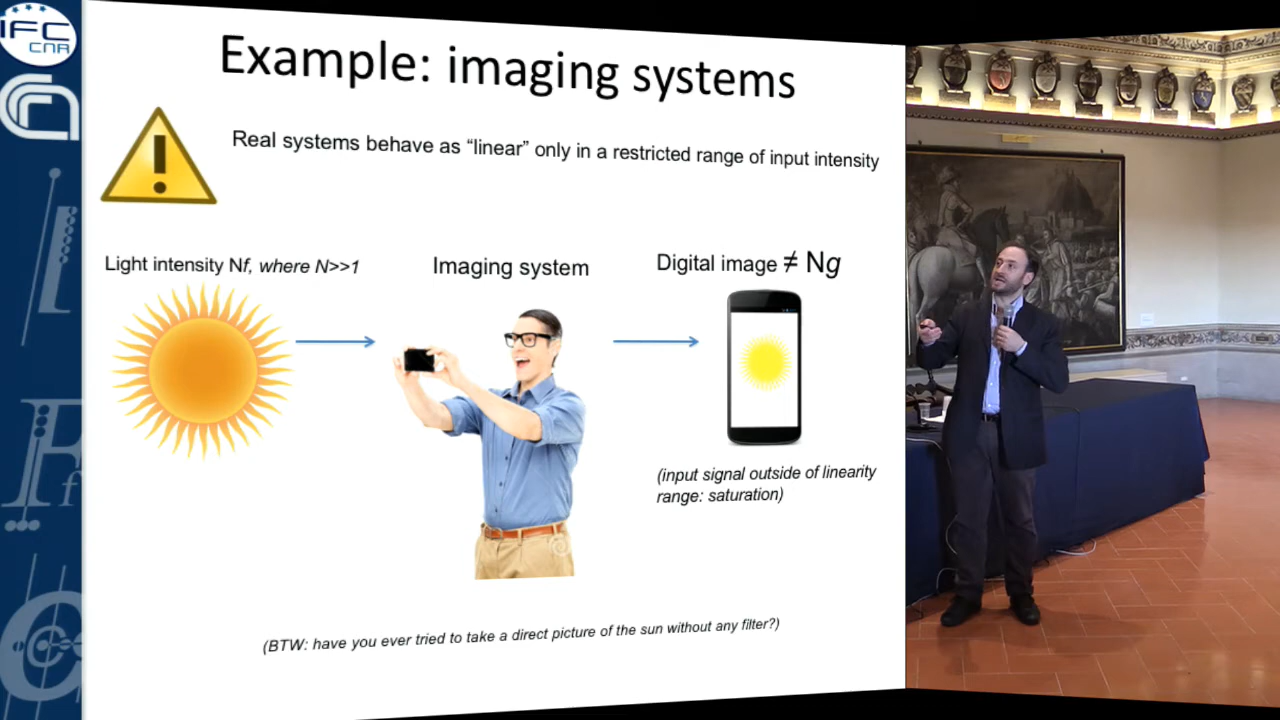 IFC
CNR
Example: imaging systems
Real systems behave as “linear” only in a restricted range of input intensity
Light intensity Nf, where N>>1
Imaging system
Digital image ≠ Ng
(input signal outside of linearity
range: saturation)
(BTW: have you ever tried to take a direct picture of the sun without any filter?)